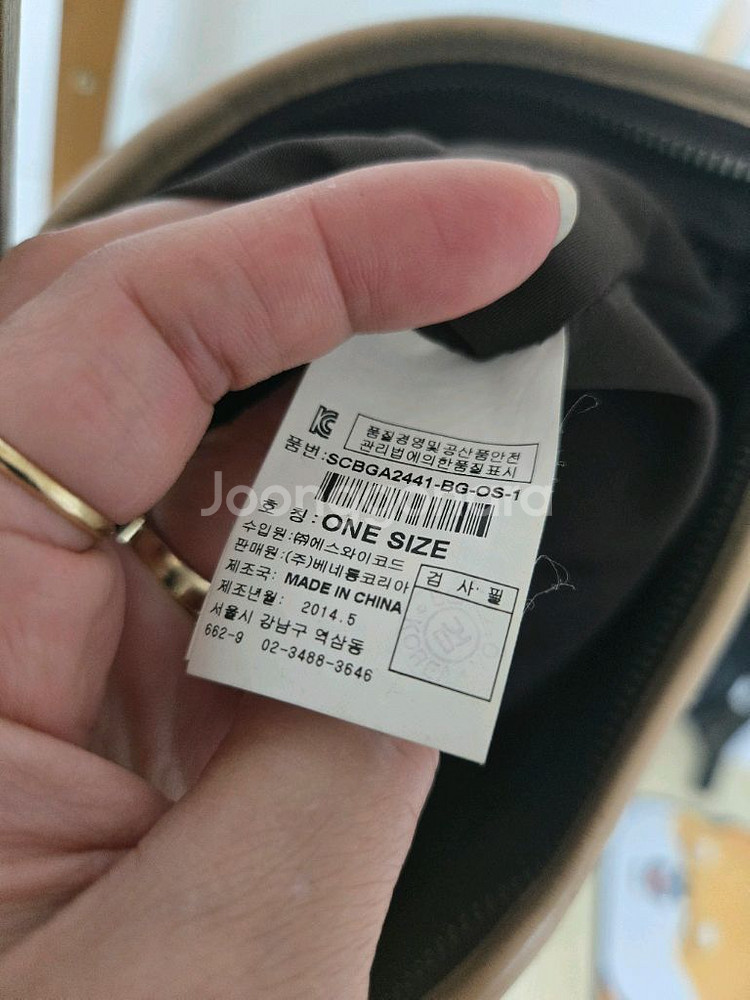 품질경영및공산품안전
관리법에의한품질표시
품번:SCBGA2441-BG-OS-1
호 칭:ONE SIZE
수입원:㈜에스와이코드
판매원:(주)베네통코리아
제조국: MADE IN CHINA
제조년월: 2014.5
서울시 강남구 역삼동
662-9 02-3488-3646
검 사 필
Joonggonara